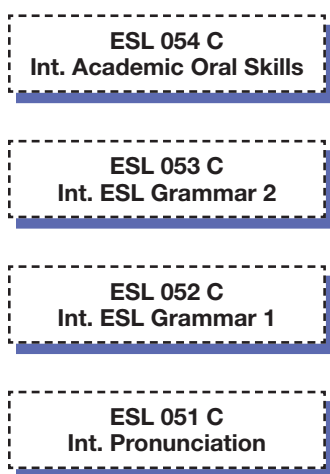 ESL 054 C
Int. Academic Oral Skills
ESL 053 C
Int. ESL Grammar 2
ESL 052 C
Int. ESL Grammar 1
ESL 051 C
Int. Pronunciation